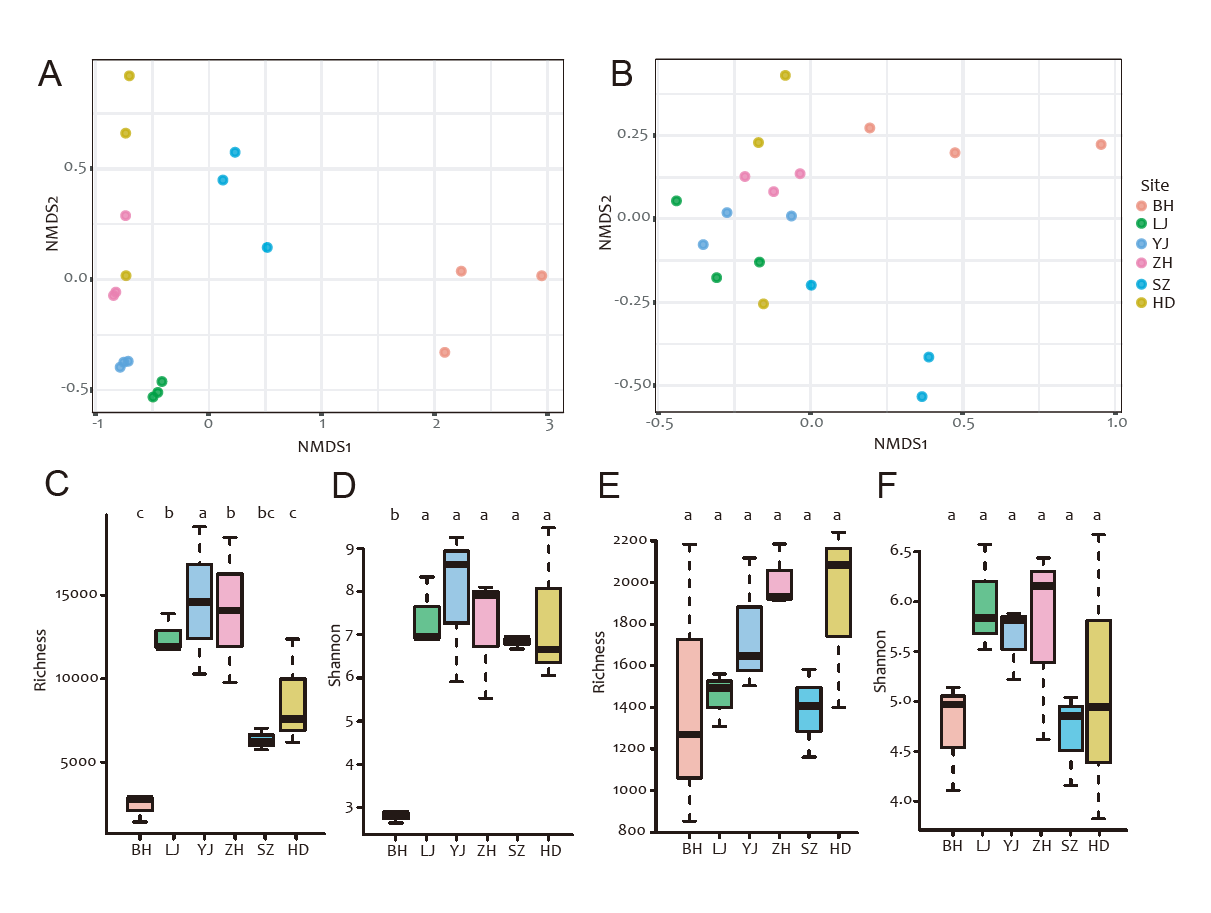 A
NMDS2
0.5
0.0
-0.5
-1
0
1
2
3
NMDS1
B
NMDS2
0.25
0.00
-0.25
-0.50
-0.5
0.0
0.5
1.0
NMDS1
Site
BH
LJ
YJ
ZH
SZ
HD
C
c b a b bc c
Richness
15000
10000
5000
BH LJ YJ ZH SZ HD
D
b a a a a a
Shannon
9
8
7
6
5
4
3
BH LJ YJ ZH SZ HD
E
a a a a a a
Richness
2200
2000
1800
1600
1400
1200
1000
800
BH LJ YJ ZH SZ HD
F
a a a a a a
Shannon
6.5
6.0
5.5
5.0
4.5
4.0
BH LJ YJ ZH SZ HD